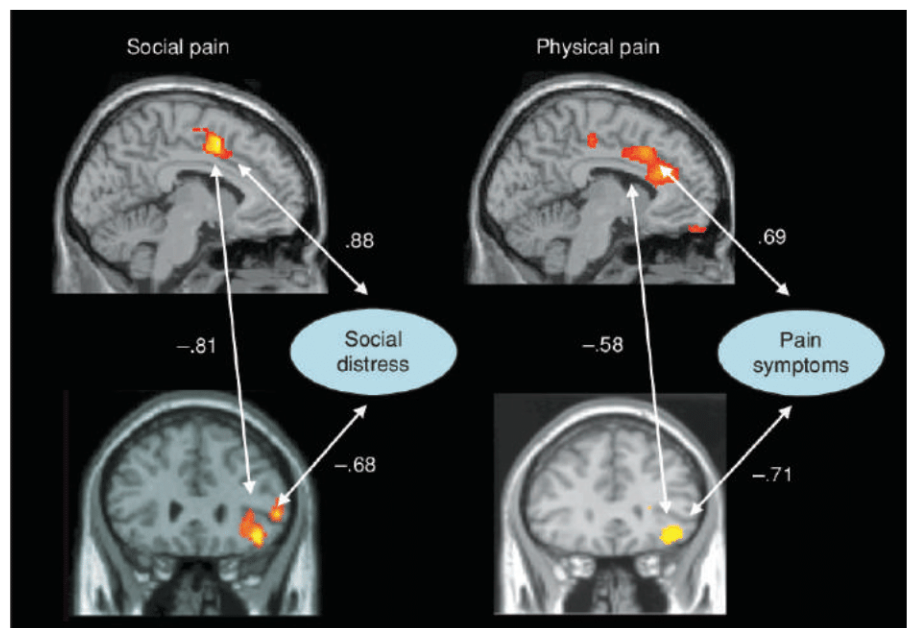 Social pain
Physical pain
.88
.69
–.81
Social
distress
–.58
Pain
symptoms
–.68
–.71